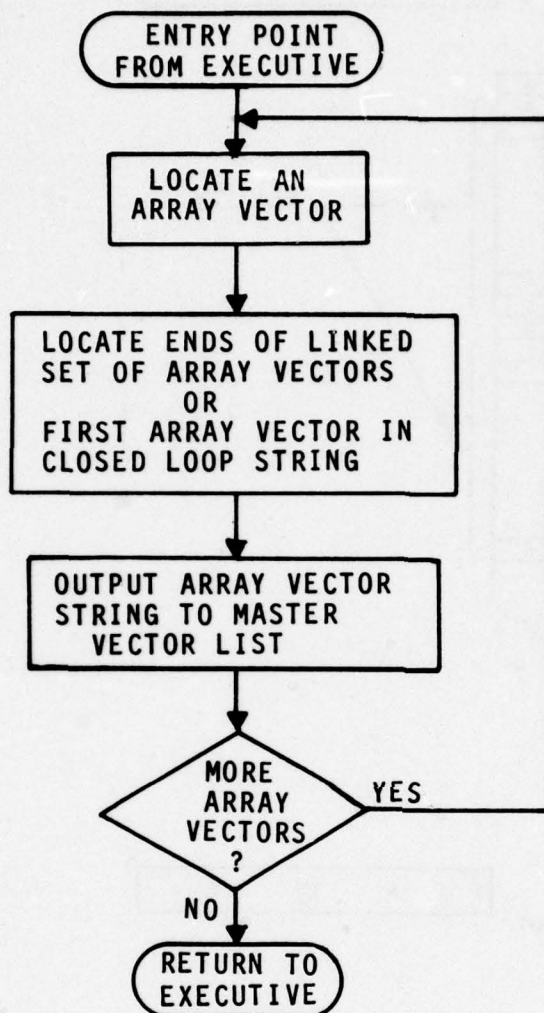 ENTRY POINT
FROM EXECUTIVE
LOCATE AN
ARRAY VECTOR
LOCATE ENDS OF LINKED
SET OF ARRAY VECTORS
OR
FIRST ARRAY VECTOR IN
CLOSED LOOP STRING
OUTPUT ARRAY VECTOR
STRING TO MASTER
VECTOR LIST
MORE
ARRAY
VECTORS
?
YES
NO
RETURN TO
EXECUTIVE